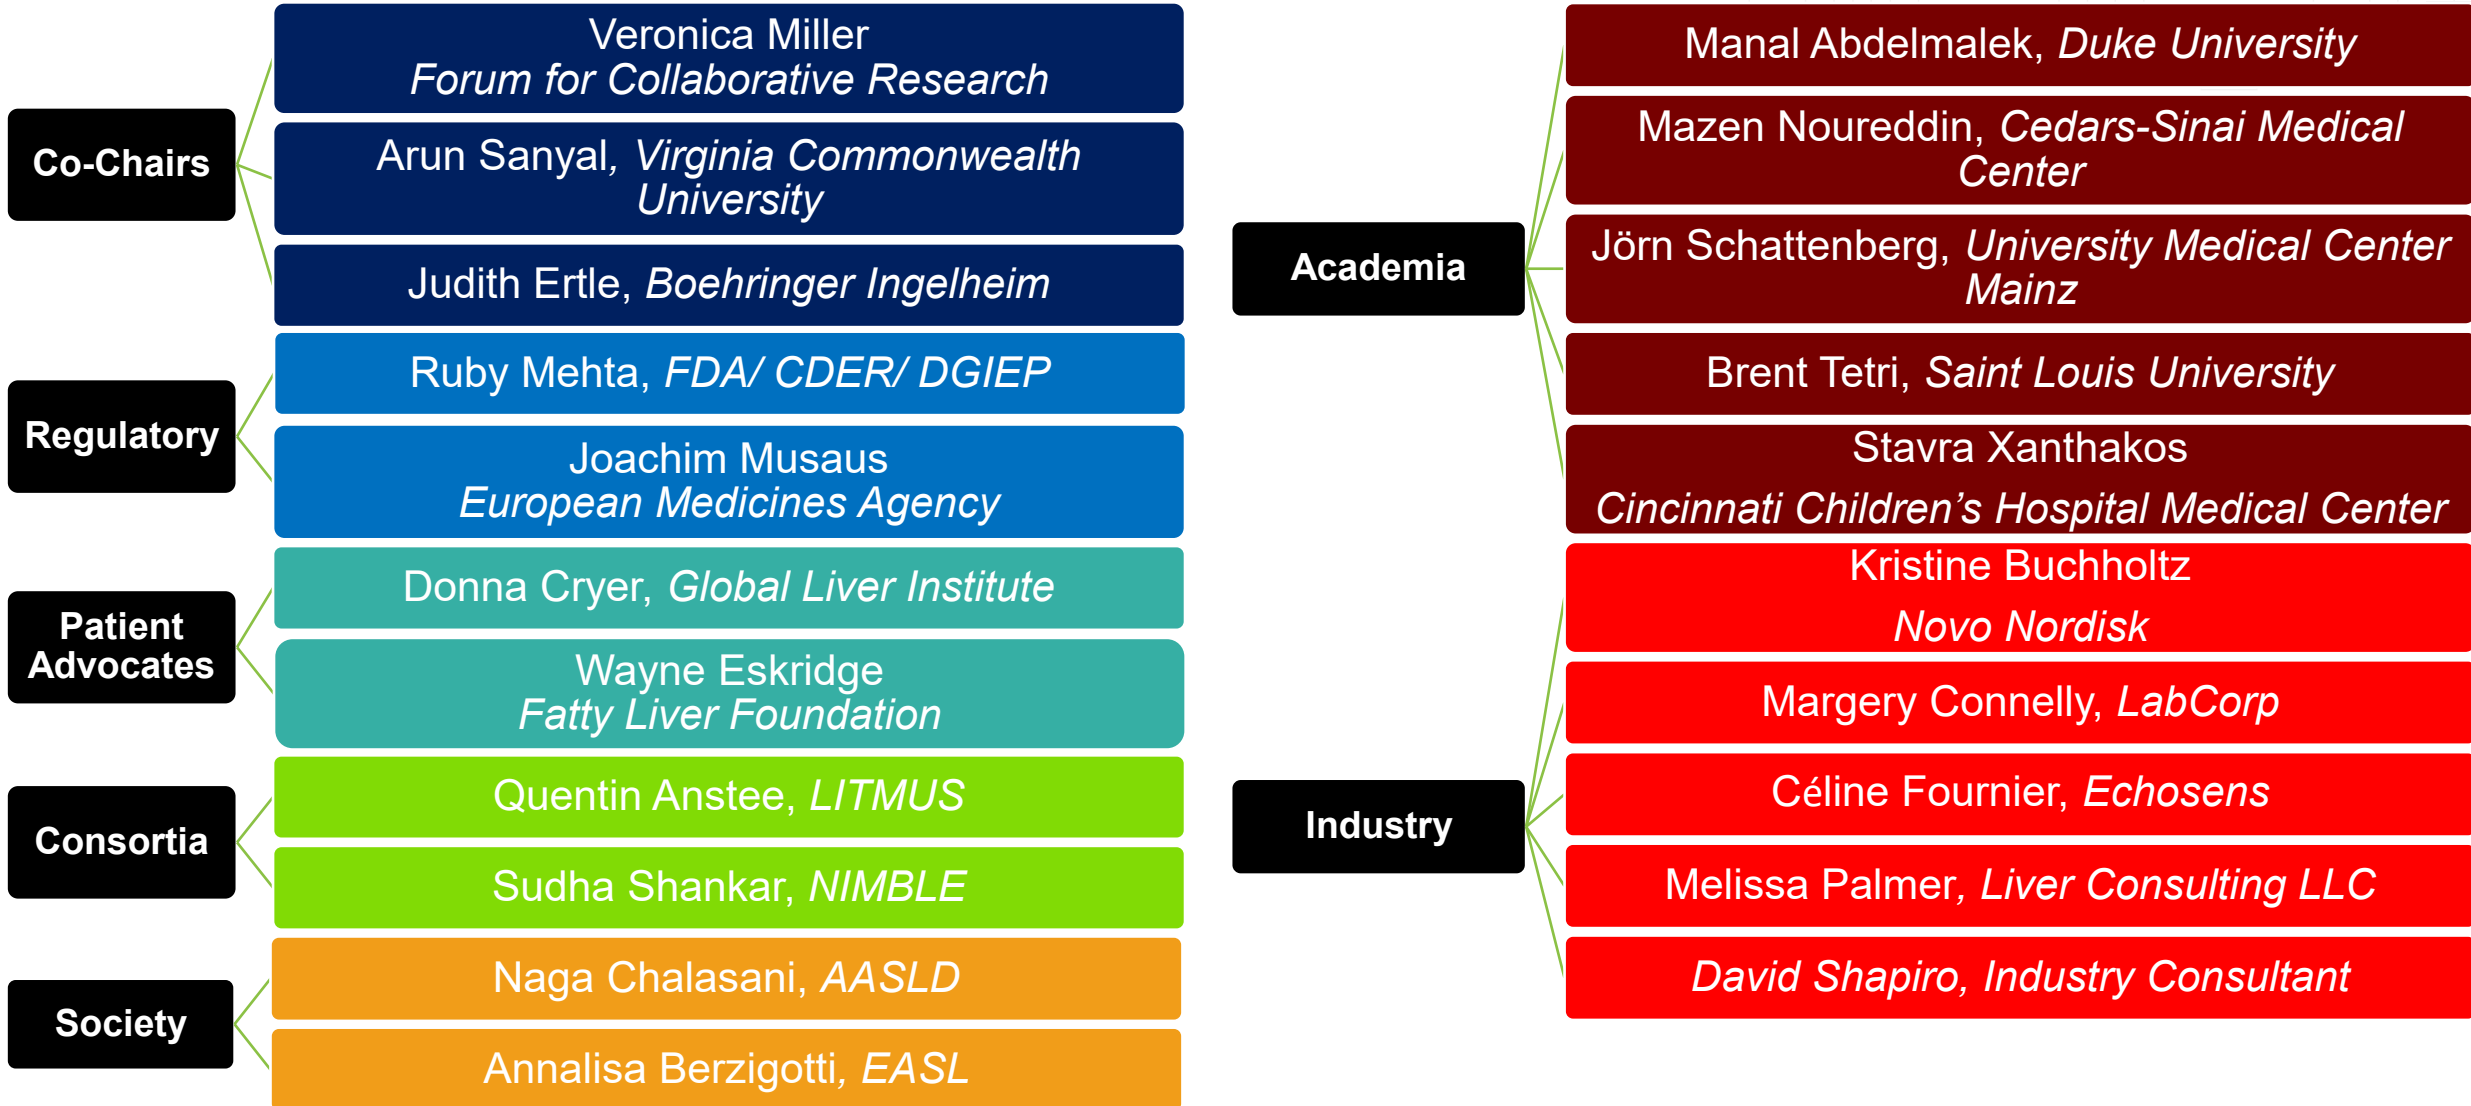 Co-Chairs
Veronica Miller
Forum for Collaborative Research
Arun Sanyal, Virginia Commonwealth
University
Judith Ertle, Boehringer Ingelheim
Regulatory
Ruby Mehta, FDA/ CDER/ DGIEP
Joachim Musaus
European Medicines Agency
Patient
Advocates
Donna Cryer, Global Liver Institute
Wayne Eskridge
Fatty Liver Foundation
Consortia
Quentin Anstee, LITMUS
Sudha Shankar, NIMBLE
Society
Naga Chalasani, AASLD
Annalisa Berzigotti, EASL
Academia
Manal Abdelmalek, Duke University
Mazen Noureddin, Cedars-Sinai Medical
Center
Jörn Schattenberg, University Medical Center
Mainz
Brent Tetri, Saint Louis University
Stavra Xanthakos
Cincinnati Children’s Hospital Medical Center
Industry
Kristine Buchholtz
Novo Nordisk
Margery Connelly, LabCorp
Céline Fournier, Echosens
Melissa Palmer, Liver Consulting LLC
David Shapiro, Industry Consultant